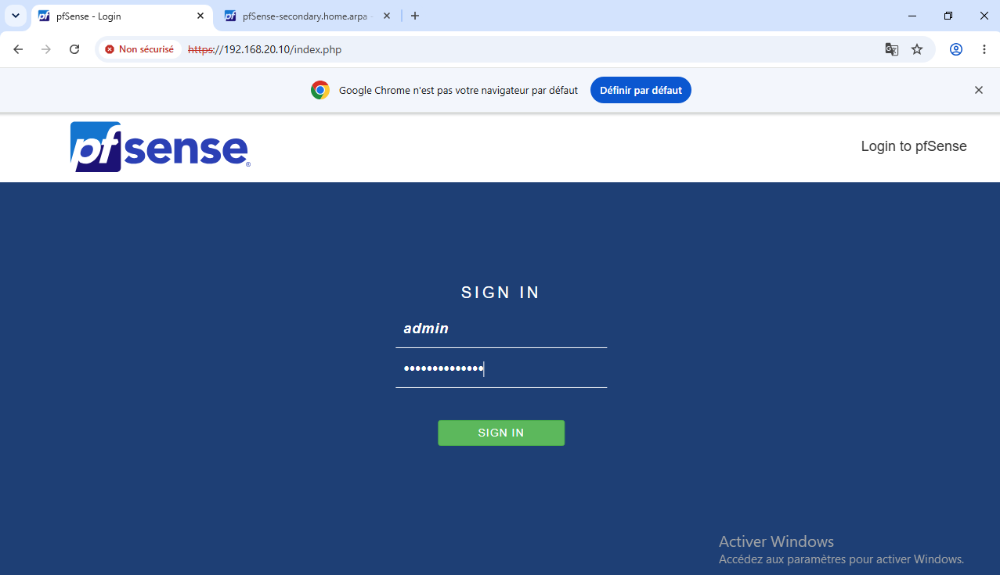 pfSense - Login
pfSense-secondary.home.arpa -
Non sécurisé https://192.168.20.10/index.php
Google Chrome n'est pas votre navigateur par défaut Définir par défaut
pfsense®
Login to pfSense
SIGN IN
admin
••••••••••••••
SIGN IN
Activer Windows
Accédez aux paramètres pour activer Windows.